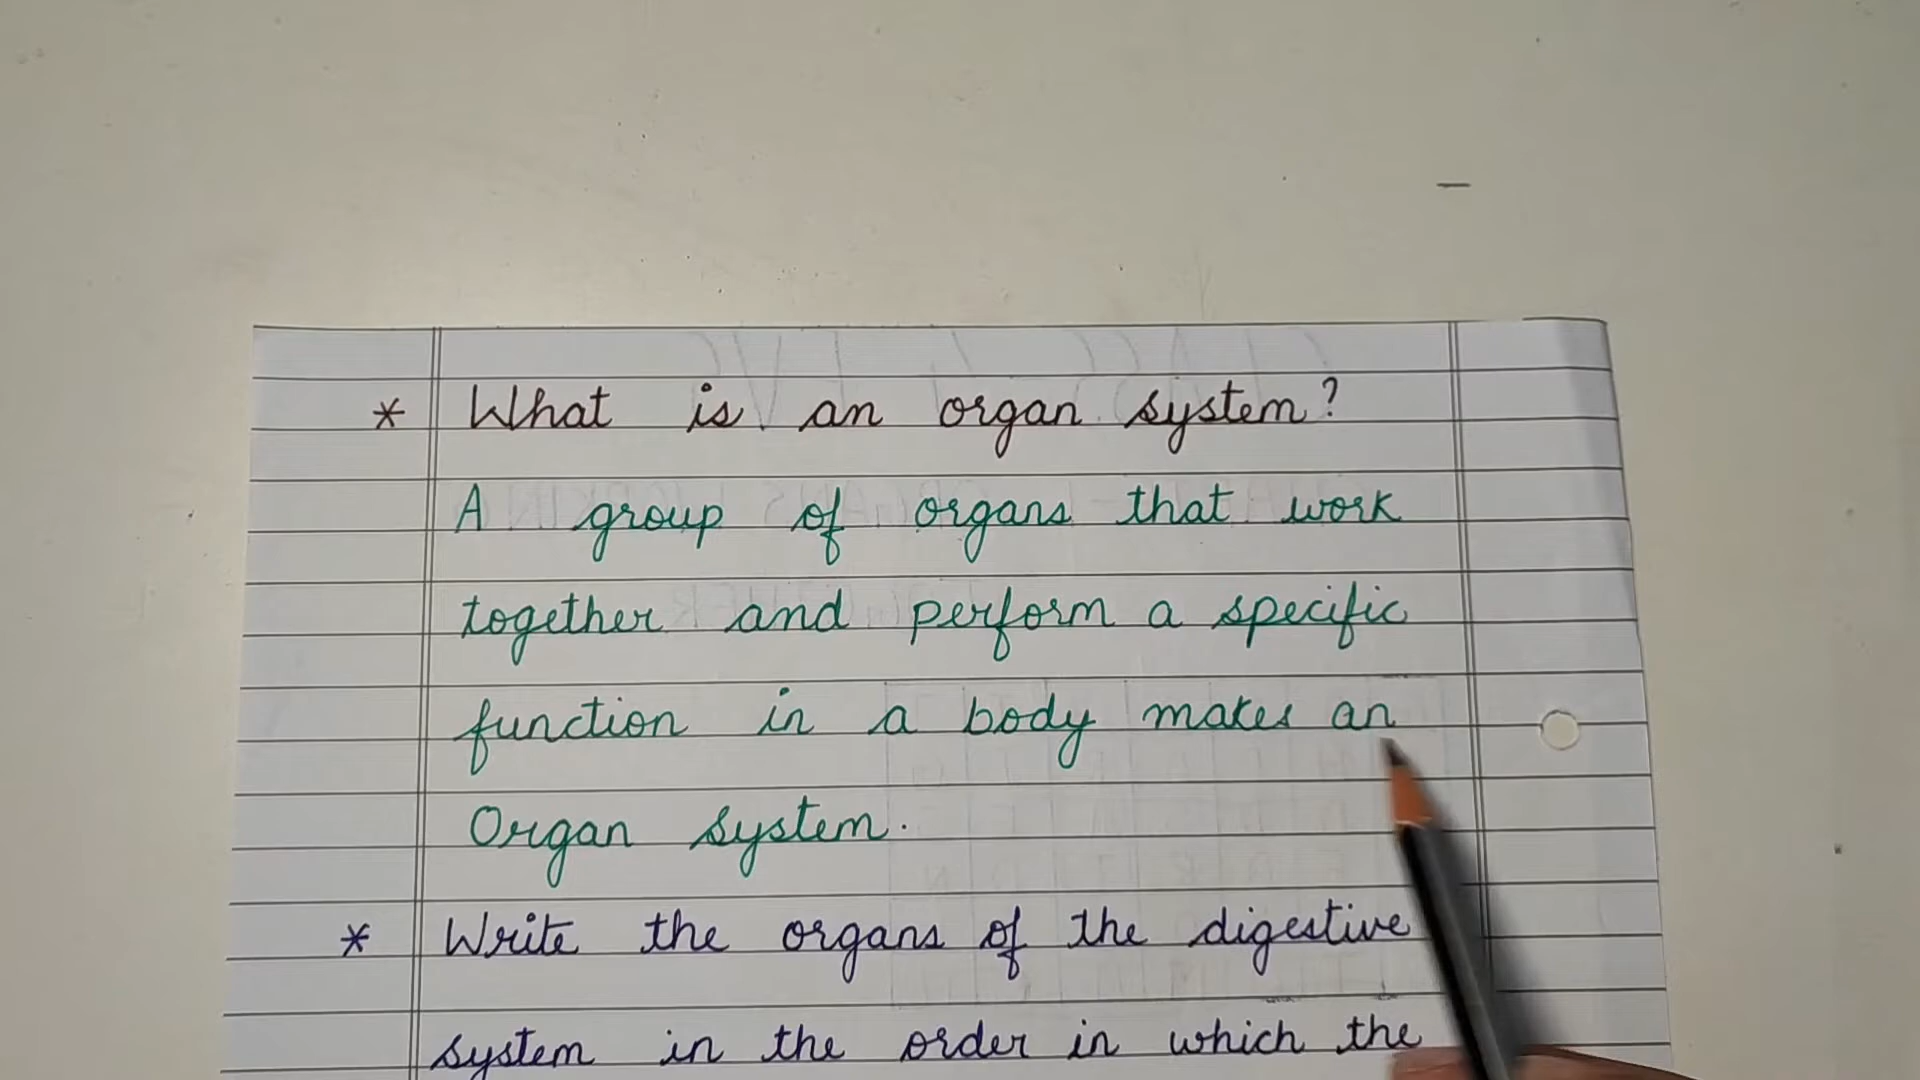 * What is an organ system?
A group of organs that work
together and perform a specific
function in a body makes an
Organ system.
* Write the organs of the digestive
system in the order in which the